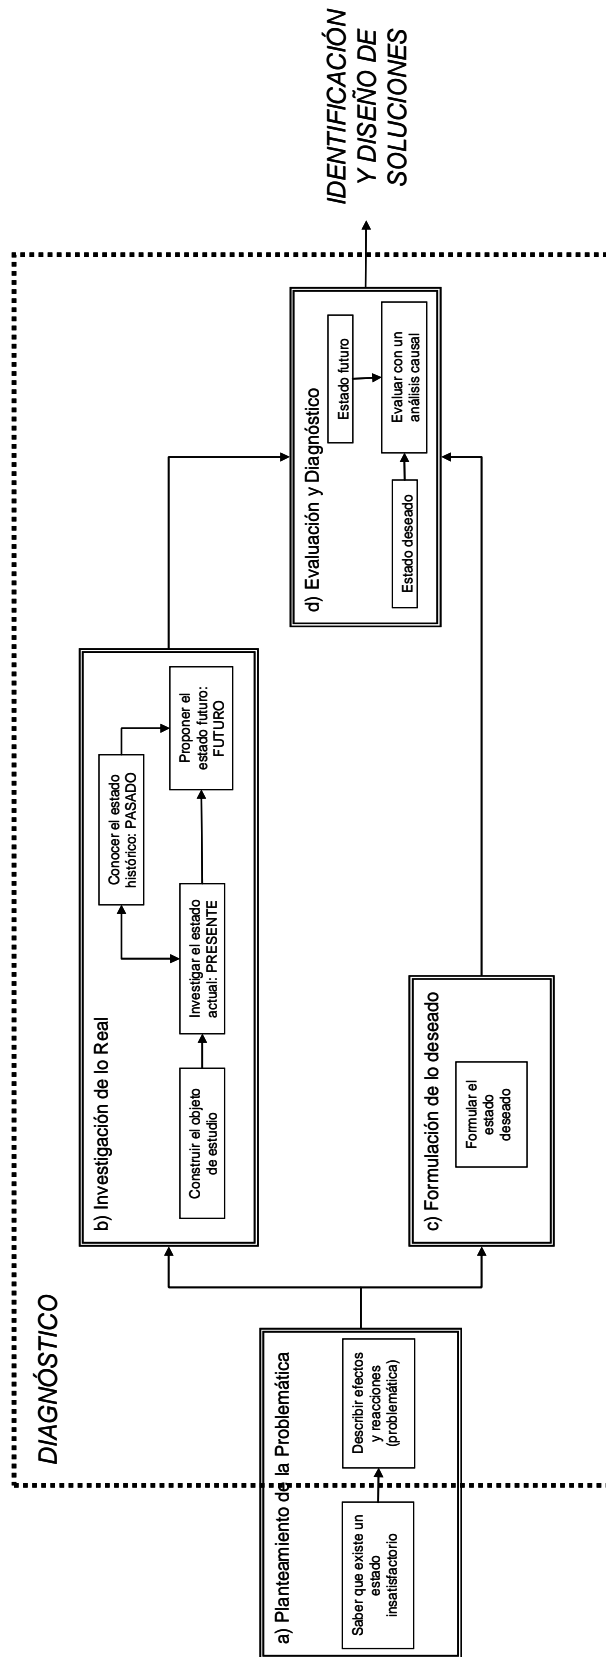 DIAGNÓSTICO
a) Planteamiento de la Problemática
Saber que existe un
estado
insatisfactorio
Describir efectos
y reacciones
(problemática)
b) Investigación de lo Real
Construir el objeto
de estudio
Investigar el estado
actual: PRESENTE
Conocer el estado
histórico: PASADO
Proponer el
estado futuro:
FUTURO
c) Formulación de lo deseado
Formular el
estado
deseado
d) Evaluación y Diagnóstico
Estado deseado
Estado futuro
Evaluar con un
análisis causal
IDENTIFICACIÓN
Y DISEÑO DE
SOLUCIONES